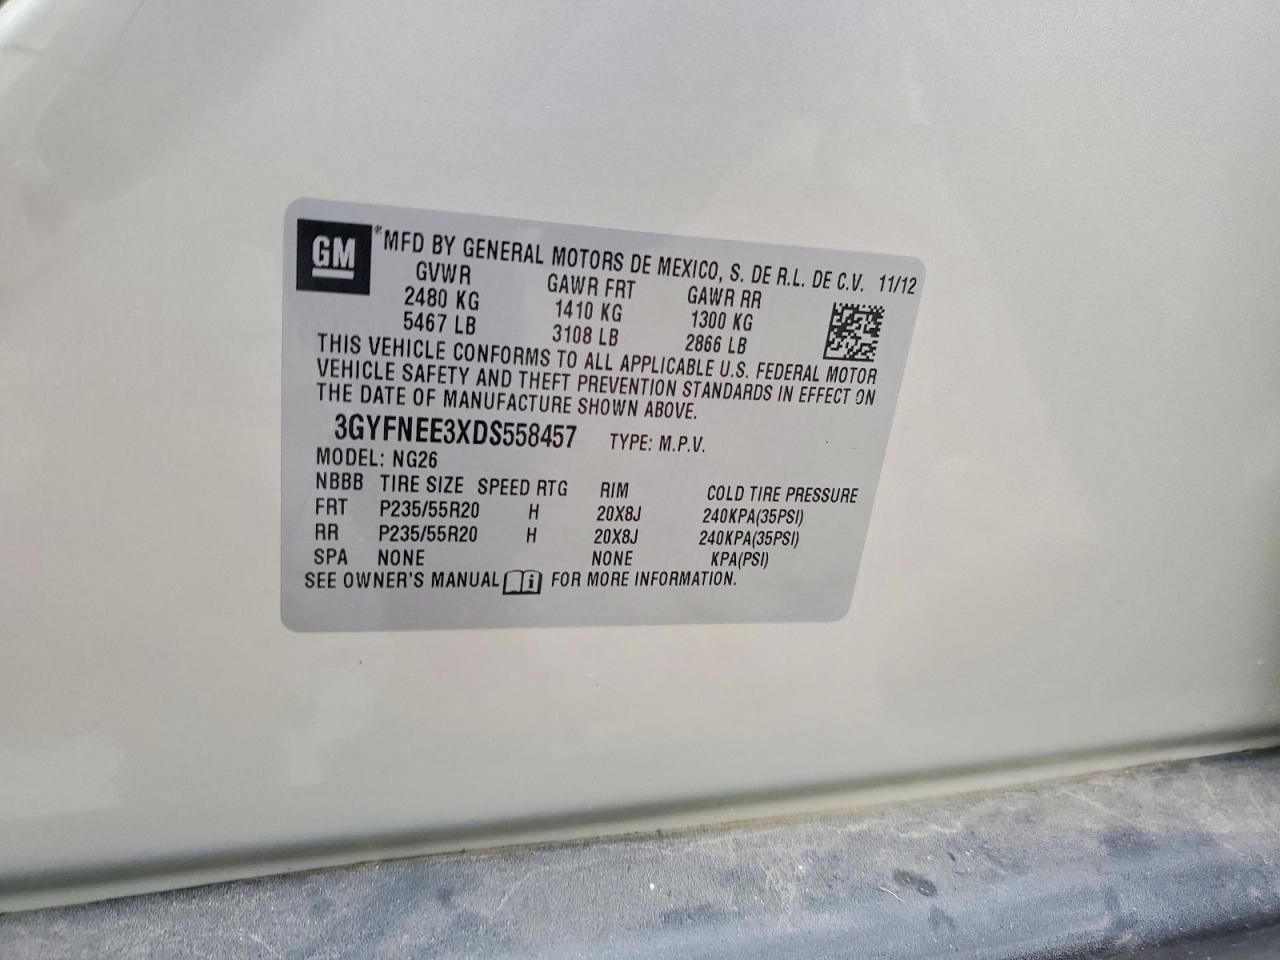 GM ® MFD BY GENERAL MOTORS DE MEXICO, S. DE R.L. DE C.V. 11/12
GVWR GAWR FRT GAWR RR
2480 KG 1410 KG 1300 KG
5467 LB 3108 LB 2866 LB
THIS VEHICLE CONFORMS TO ALL APPLICABLE U.S. FEDERAL MOTOR
VEHICLE SAFETY AND THEFT PREVENTION STANDARDS IN EFFECT ON
THE DATE OF MANUFACTURE SHOWN ABOVE.
3GYFNEE3XDS558457 TYPE: M.P.V.
MODEL: NG26
NBBB TIRE SIZE SPEED RTG RIM COLD TIRE PRESSURE
FRT P235/55R20 H 20X8J 240KPA(35PSI)
RR P235/55R20 H 20X8J 240KPA(35PSI)
SPA NONE NONE KPA(PSI)
SEE OWNER'S MANUAL i FOR MORE INFORMATION.